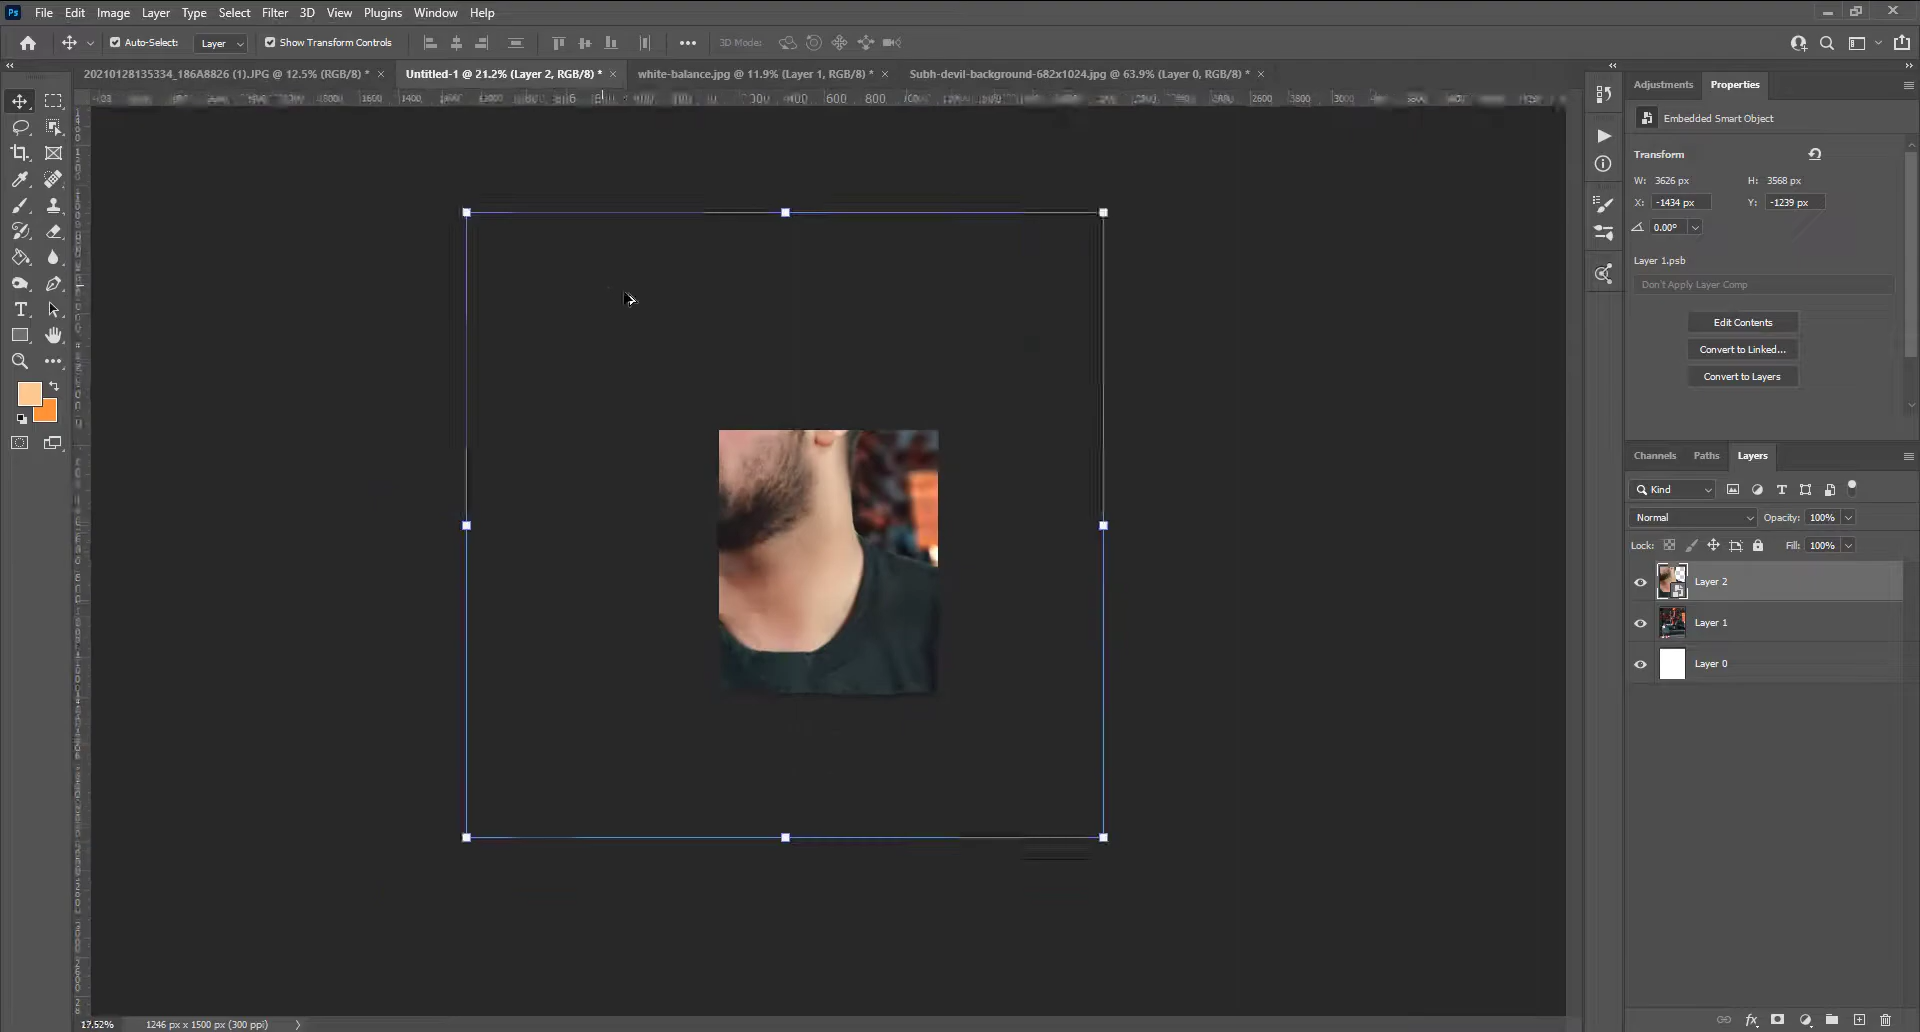 Ps File Edit Image Layer Type Select Filter 3D View Plugins Window Help
Auto-Select: Layer Show Transform Controls 3D Mode:
20210128135334_186A8826 (1).JPG @ 12.5% (RGB/8) * Untitled-1 @ 21.2% (Layer 2, RGB/8) * white-balance.jpg @ 11.9% (Layer 1, RGB/8) * Subh-devil-background-682x1024.jpg @ 63.9% (Layer 0, RGB/8) *
Adjustments Properties
Embedded Smart Object
Transform
W: 3626 px H: 3568 px
X: -1434 px Y: -1239 px
0.00°
Layer 1.psb
Don't Apply Layer Comp
Edit Contents
Convert to Linked...
Convert to Layers
Channels Paths Layers
Kind
Normal Opacity: 100%
Lock: Fill: 100%
Layer 2
Layer 1
Layer 0
17.52% 1246 px x 1500 px (300 ppi)